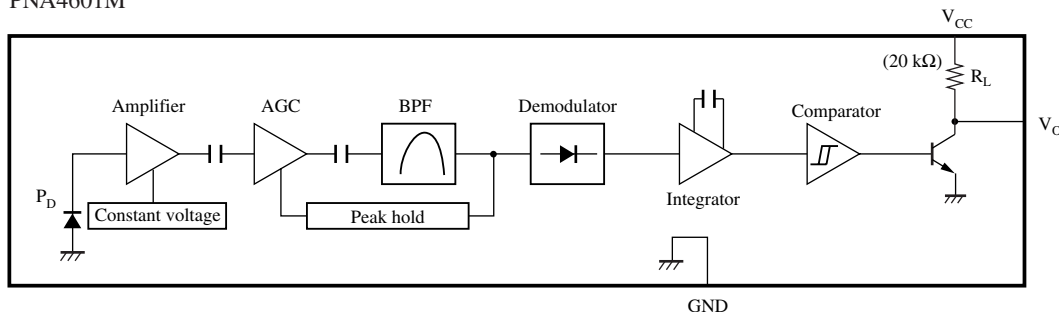 PNA4601M
V_CC
(20 kΩ)
R_L
Amplifier
AGC
BPF
Demodulator
Comparator
V_O
P_D
Constant voltage
Peak hold
Integrator
GND